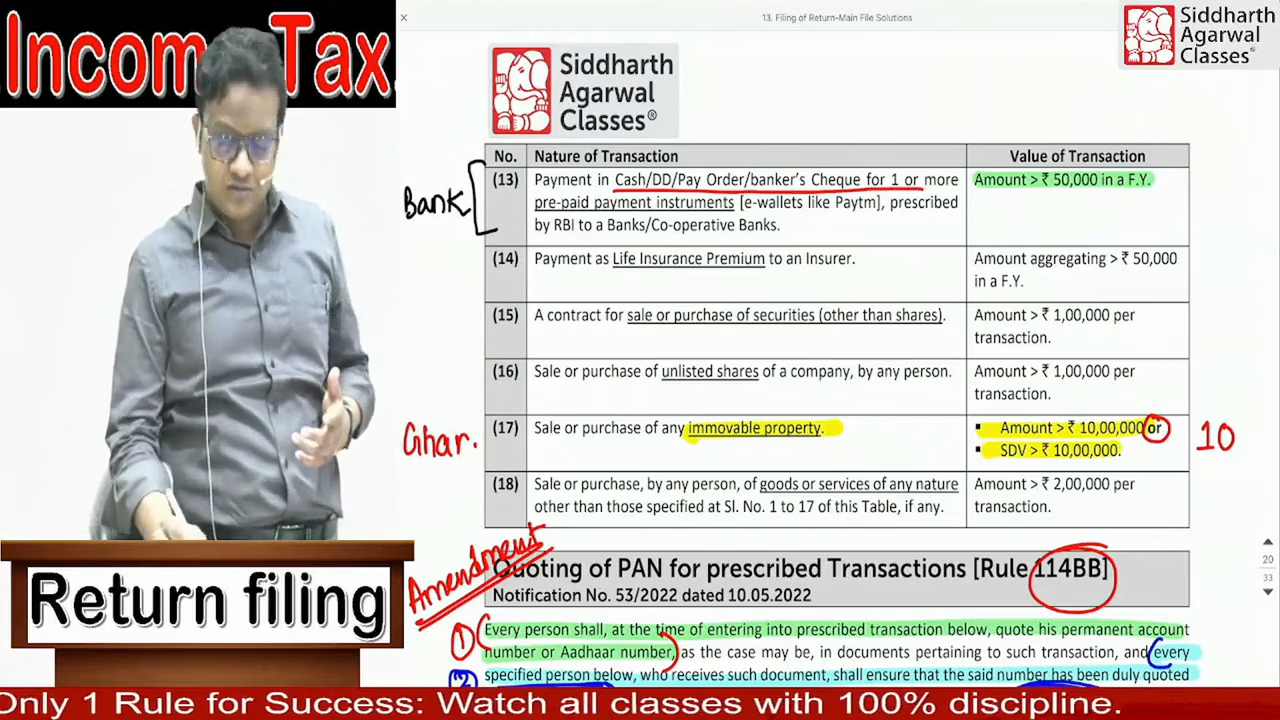 Income Tax.
13. Filing of Return-Main File Solutions
Siddharth
Agarwal
Classes®
Siddharth
Agarwal
Classes®
No. Nature of Transaction Value of Transaction
Bank
(13) Payment in Cash/DD/Pay Order/banker's Cheque for 1 or more Amount > ₹ 50,000 in a F.Y.
pre-paid payment instruments [e-wallets like Paytm], prescribed
by RBI to a Banks/Co-operative Banks.
(14) Payment as Life Insurance Premium to an Insurer. Amount aggregating > ₹ 50,000
in a F.Y.
(15) A contract for sale or purchase of securities (other than shares). Amount > ₹ 1,00,000 per
transaction.
(16) Sale or purchase of unlisted shares of a company, by any person. Amount > ₹ 1,00,000 per
transaction.
Ghar. (17) Sale or purchase of any immovable property. ▪ Amount > ₹ 10,00,000 or 10
▪ SDV > ₹ 10,00,000.
(18) Sale or purchase, by any person, of goods or services of any nature Amount > ₹ 2,00,000 per
other than those specified at Sl. No. 1 to 17 of this Table, if any. transaction.
Amendment
Quoting of PAN for prescribed Transactions [Rule 114BB]
Notification No. 53/2022 dated 10.05.2022
① Every person shall, at the time of entering into prescribed transaction below, quote his permanent account
number or Aadhaar number, as the case may be, in documents pertaining to such transaction, and every
② specified person below, who receives such document, shall ensure that the said number has been duly quoted
20
33
Return filing
Only 1 Rule for Success: Watch all classes with 100% discipline.